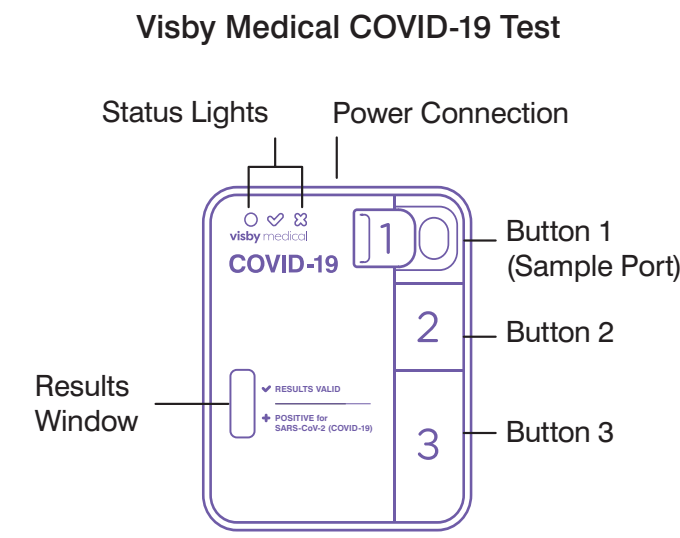 Visby Medical COVID-19 Test
Status Lights
Power Connection
visby medical
COVID-19
1
Button 1
(Sample Port)
2
Button 2
Results
Window
RESULTS VALID
POSITIVE for
SARS-CoV-2 (COVID-19)
3
Button 3